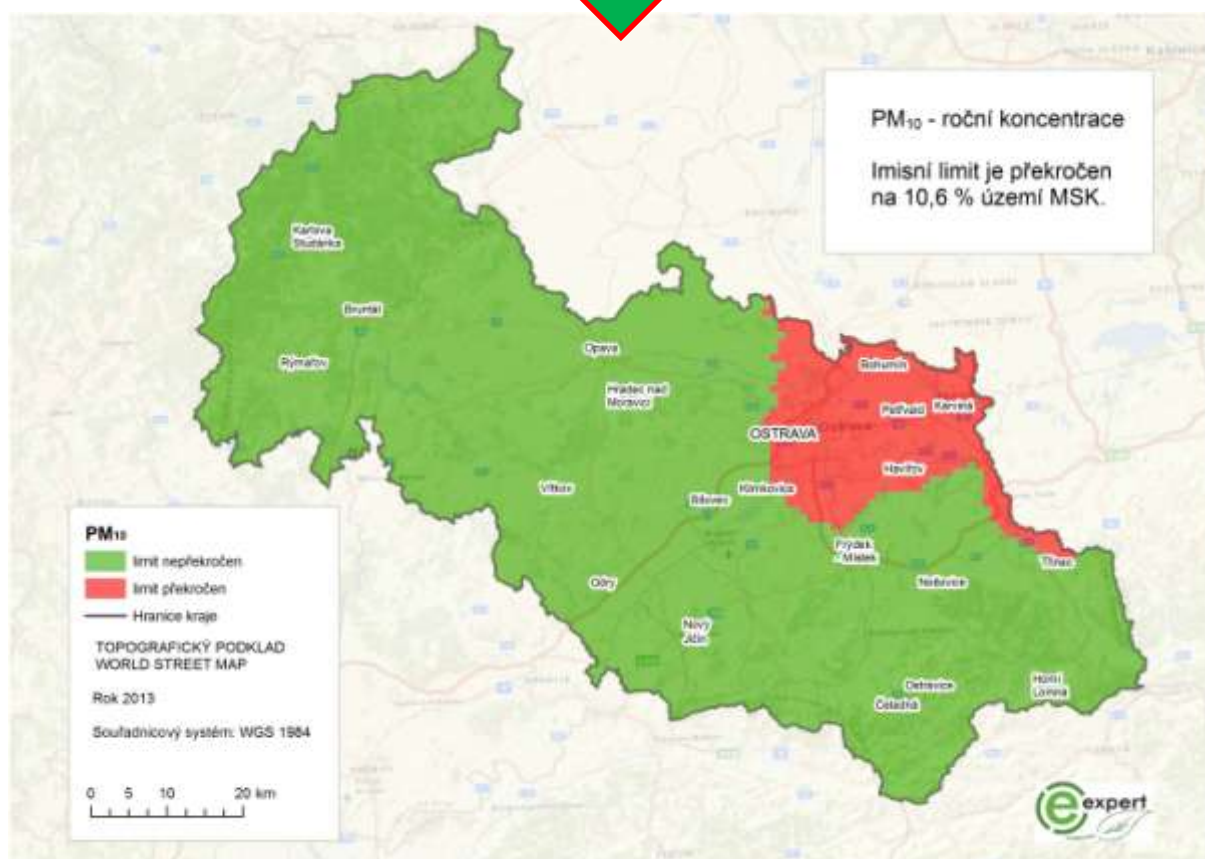 PM₁₀ - roční koncentrace
Imisní limit je překročen
na 10,6 % území MSK.
Karlova
Studánka
Bruntál
Rýmařov
Opava
Hradec nad
Moravicí
Bohumín
Petřvald
Karviná
OSTRAVA
Havířov
Vítkov
Bílovec
Klimkovice
Frýdek
- Místek
Třinec
Nošovice
Odry
Nový
Jičín
Ostravice
Čeladná
Horní
Lomná
PM₁₀
limit nepřekročen
limit překročen
Hranice kraje
TOPOGRAFICKÝ PODKLAD
WORLD STREET MAP
Rok 2013
Souřadnicový systém: WGS 1984
0 5 10 20 km
expert